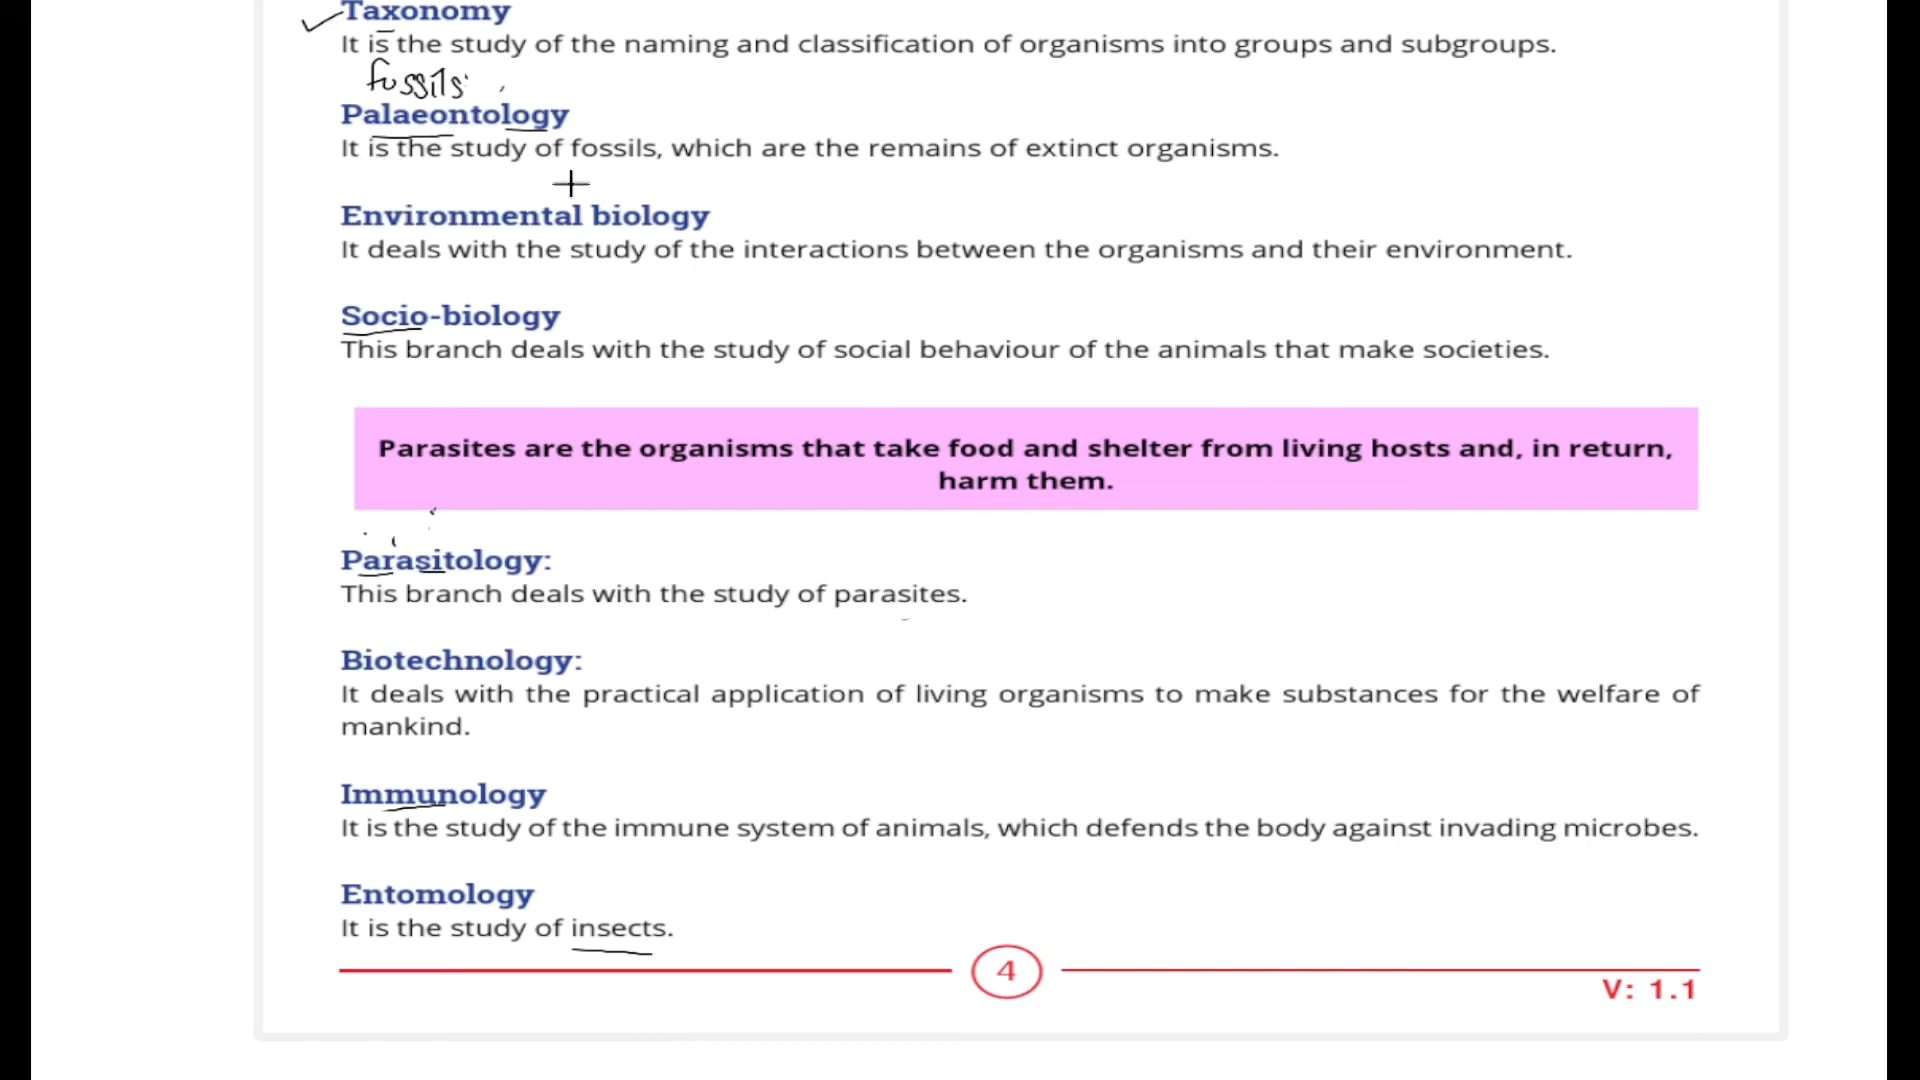 Taxonomy
It is the study of the naming and classification of organisms into groups and subgroups.
fossils
Palaeontology
It is the study of fossils, which are the remains of extinct organisms.
Environmental biology
It deals with the study of the interactions between the organisms and their environment.
Socio-biology
This branch deals with the study of social behaviour of the animals that make societies.
Parasites are the organisms that take food and shelter from living hosts and, in return,
harm them.
Parasitology:
This branch deals with the study of parasites.
Biotechnology:
It deals with the practical application of living organisms to make substances for the welfare of
mankind.
Immunology
It is the study of the immune system of animals, which defends the body against invading microbes.
Entomology
It is the study of insects.
4
V: 1.1